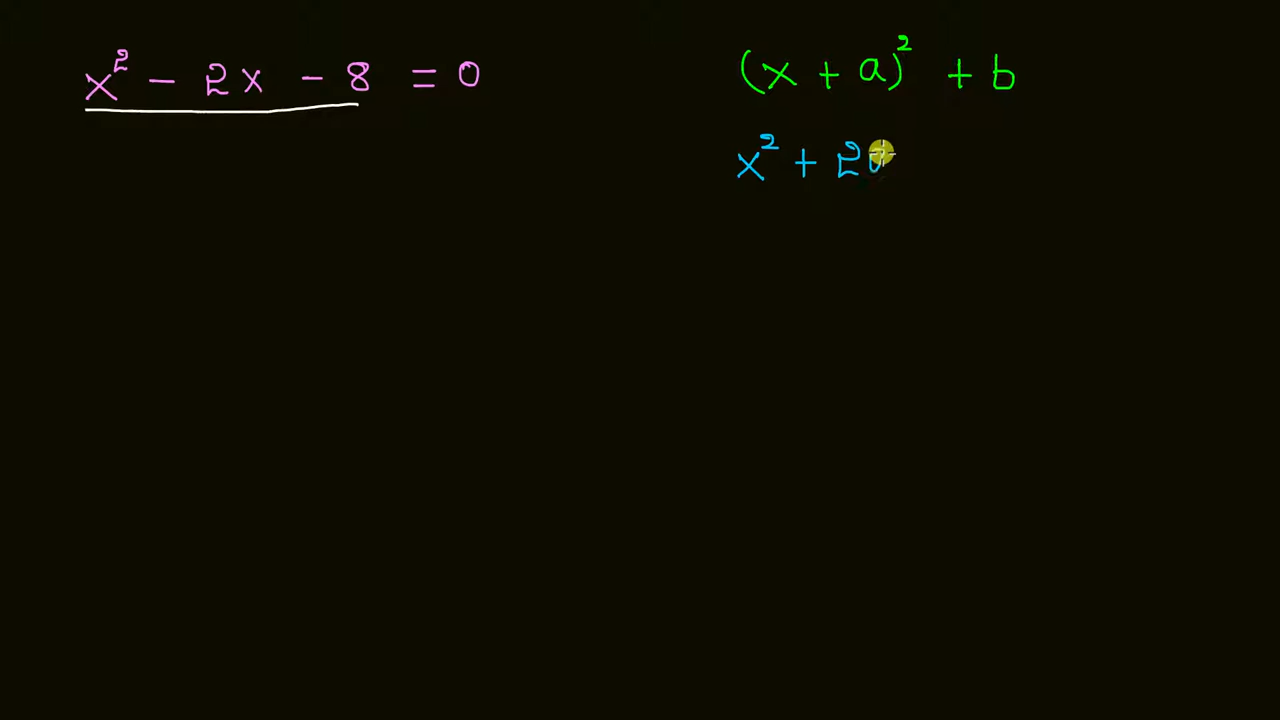 x² - 2x - 8 = 0
(x + a)² + b
x² + 2